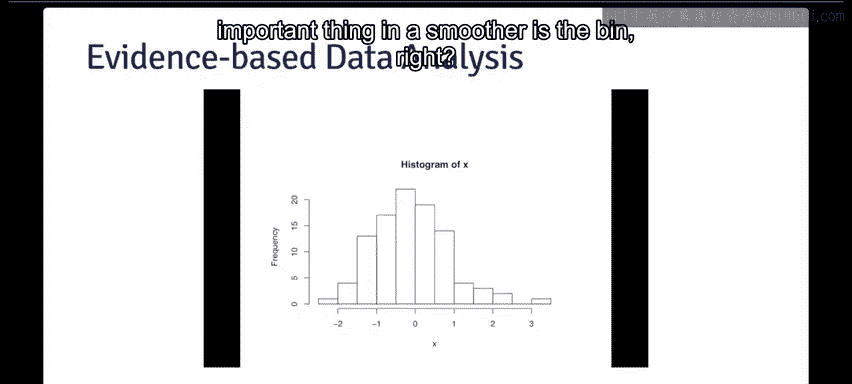 important thing in a smoother is the bin,
right?
Evidence-based Data Analysis
Histogram of x
Frequency
20
15
10
5
0
−2 −1 0 1 2 3
x